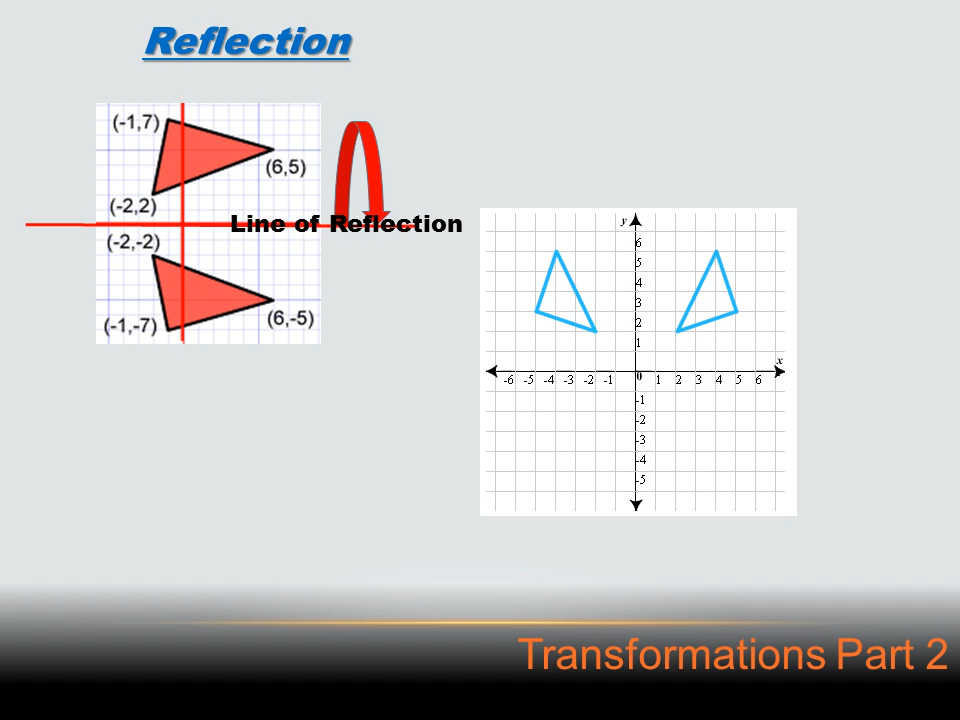 Reflection
(-1,7)
(6,5)
(-2,2)
Line of Reflection
(-2,-2)
(6,-5)
(-1,-7)
y
6
5
4
3
2
1
x
-6 -5 -4 -3 -2 -1 0 1 2 3 4 5 6
-1
-2
-3
-4
-5
Transformations Part 2